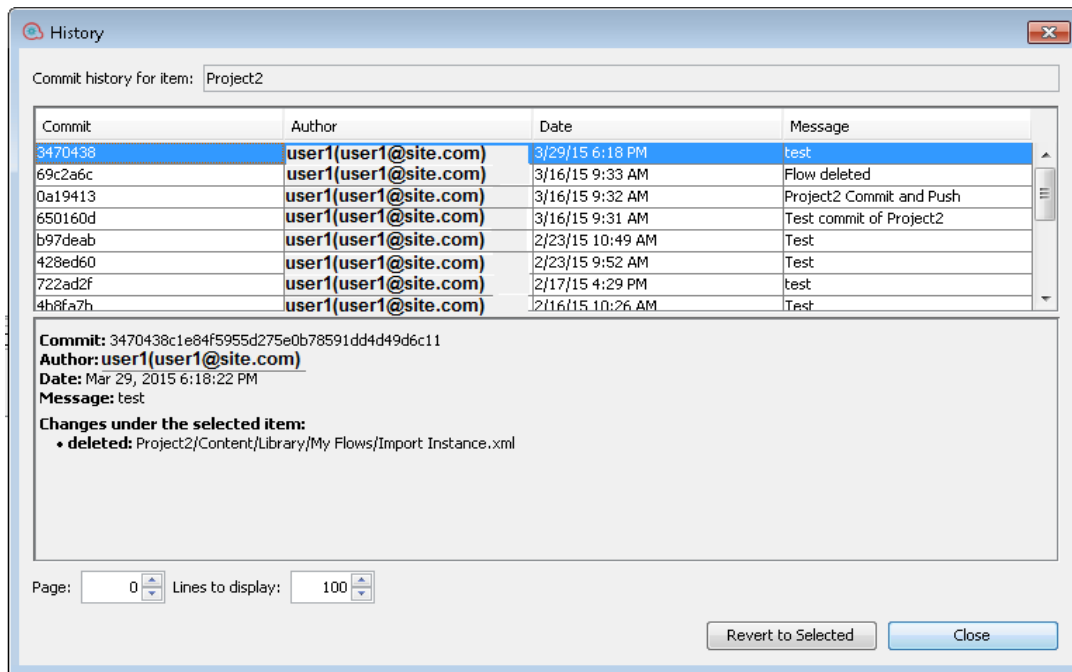 History
Commit history for item: Project2
Commit Author Date Message
3470438 user1(user1@site.com) 3/29/15 6:18 PM test
69c2a6c user1(user1@site.com) 3/16/15 9:33 AM Flow deleted
0a19413 user1(user1@site.com) 3/16/15 9:32 AM Project2 Commit and Push
650160d user1(user1@site.com) 3/16/15 9:31 AM Test commit of Project2
b97deab user1(user1@site.com) 2/23/15 10:49 AM Test
428ed60 user1(user1@site.com) 2/23/15 9:52 AM Test
722ad2f user1(user1@site.com) 2/17/15 4:29 PM test
4b8fa7b user1(user1@site.com) 2/16/15 10:26 AM Test
Commit: 3470438c1e84f5955d275e0b78591dd4d49d6c11
Author: user1(user1@site.com)
Date: Mar 29, 2015 6:18:22 PM
Message: test
Changes under the selected item:
• deleted: Project2/Content/Library/My Flows/Import Instance.xml
Page: 0 Lines to display: 100
Revert to Selected Close